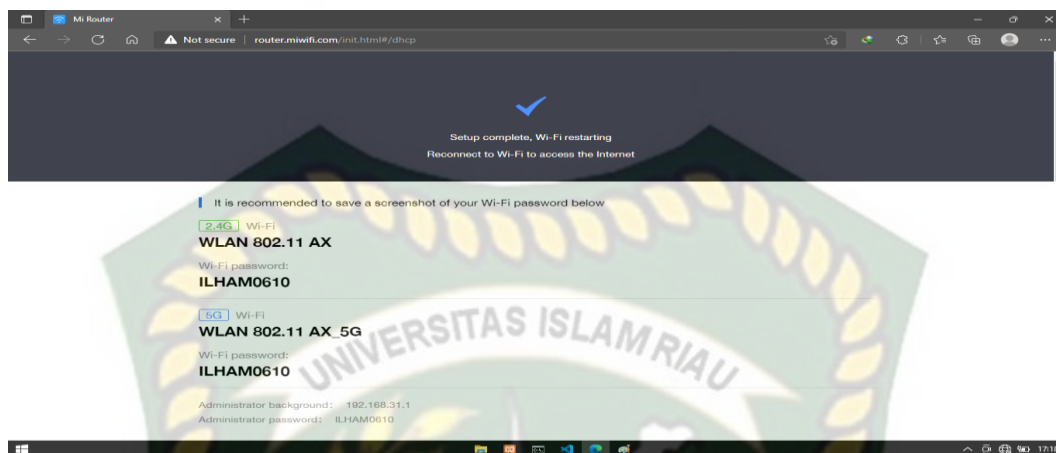 Mi Router
Not secure
router.miwifi.com/init.html#/dhcp
Setup complete, Wi-Fi restarting
Reconnect to Wi-Fi to access the Internet
It is recommended to save a screenshot of your Wi-Fi password below
2.4G Wi-Fi
WLAN 802.11 AX
Wi-Fi password:
ILHAM0610
5G Wi-Fi
WLAN 802.11 AX_5G
Wi-Fi password:
ILHAM0610
UNIVERSITAS ISLAM RIAU
Administrator background: 192.168.31.1
Administrator password: ILHAM0610